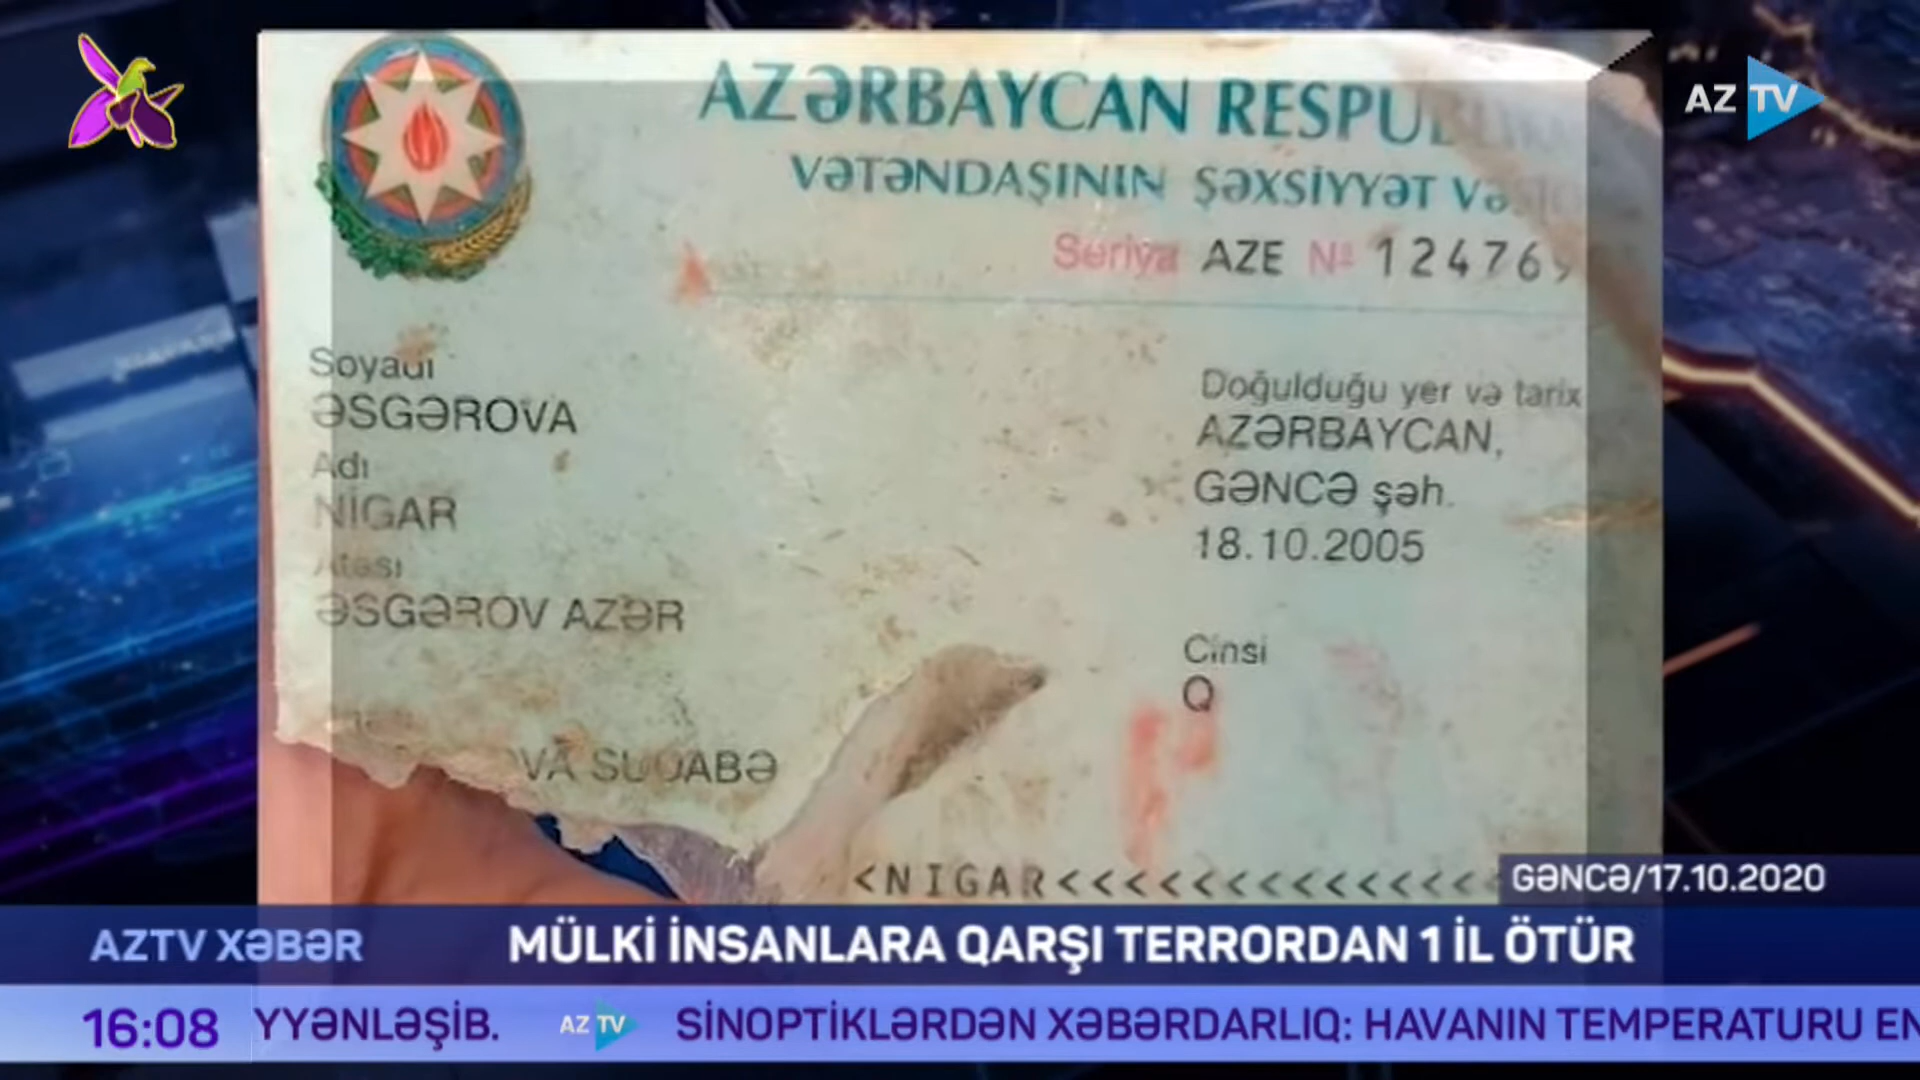 AZ TV
AZƏRBAYCAN
VƏTƏNDAŞININ ŞƏXSİYYƏT
Seriya AZE № 12476
Soyadı
ƏSGƏROVA
Adı
NİGAR
Atası
ƏSGƏROV AZƏR
Doğulduğu yer və tarix
AZƏRBAYCAN,
GƏNCƏ şəh.
18.10.2005
Cinsi
Q
<NIGAR<<<<<<<<<<<<<
GƏNCƏ/17.10.2020
AZTV XƏBƏR MÜLKİ İNSANLARA QARŞI TERRORDAN 1 İL ÖTÜR
16:08 YYƏNLƏŞİB. AZ TV SİNOPTİKLƏRDƏN XƏBƏRDARLIQ: HAVANIN TEMPERATURU EN